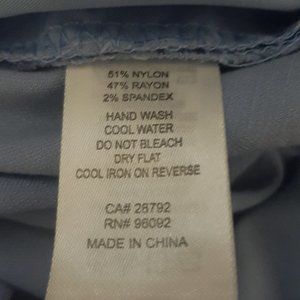 51% NYLON
47% RAYON
2% SPANDEX
HAND WASH
COOL WATER
DO NOT BLEACH
DRY FLAT
COOL IRON ON REVERSE
CA# 28792
RN# 96092
MADE IN CHINA